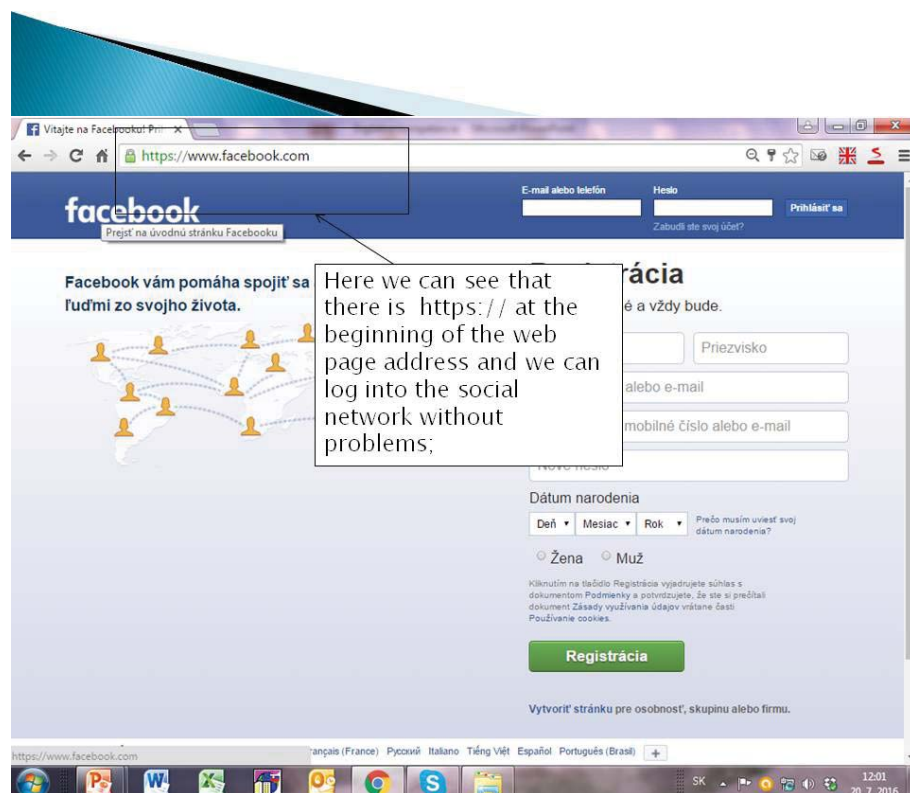 Vitajte na Facebooku! Pri
https://www.facebook.com
facebook
E-mail alebo telefón
Heslo
Prihlásiť sa
Zabudli ste svoj účet?
Prejsť na úvodnú stránku Facebooku
Facebook vám pomáha spojiť sa
ľuďmi zo svojho života.
Here we can see that
there is https:// at the
beginning of the web
page address and we can
log into the social
network without
problems;
ácia
é a vždy bude.
Priezvisko
alebo e-mail
mobilné číslo alebo e-mail
Nové heslo
Dátum narodenia
Deň
Mesiac
Rok
Prečo musím uviesť svoj
dátum narodenia?
Žena
Muž
Kliknutím na tlačidlo Registrácia vyjadrujete súhlas s
dokumentom Podmienky a potvrdzujete, že ste si prečítali
dokument Zásady využívania údajov vrátane časti
Používanie cookies.
Registrácia
Vytvoriť stránku pre osobnosť, skupinu alebo firmu.
https://www.facebook.com
rançais (France) Русский Italiano Tiếng Việt Español Português (Brasil) +
SK
12:01
20. 7. 2016